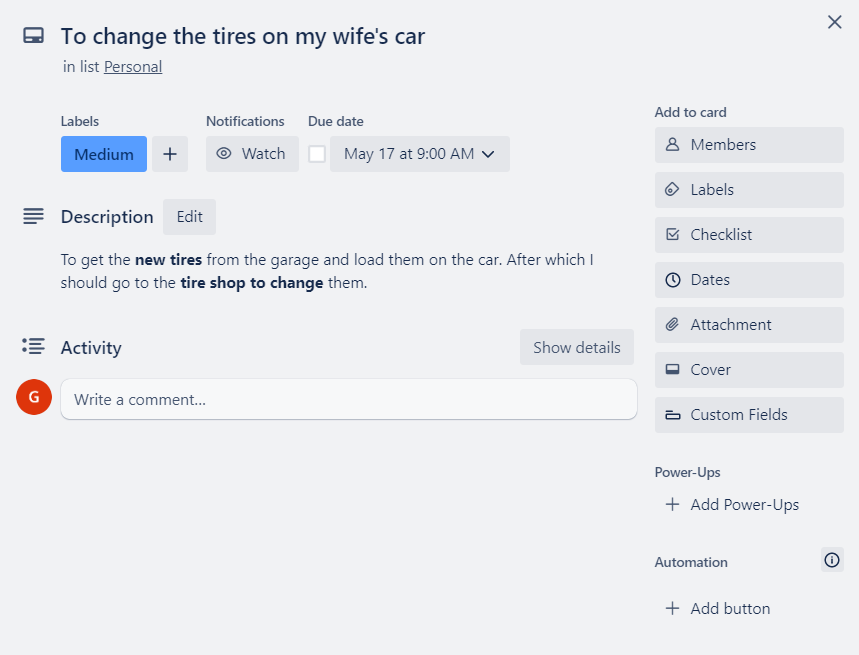 To change the tires on my wife's car
in list Personal
Labels
Medium
Notifications
Watch
Due date
May 17 at 9:00 AM
Description
Edit
To get the new tires from the garage and load them on the car. After which I
should go to the tire shop to change them.
Activity
Show details
G
Write a comment...
Add to card
Members
Labels
Checklist
Dates
Attachment
Cover
Custom Fields
Power-Ups
Add Power-Ups
Automation
Add button